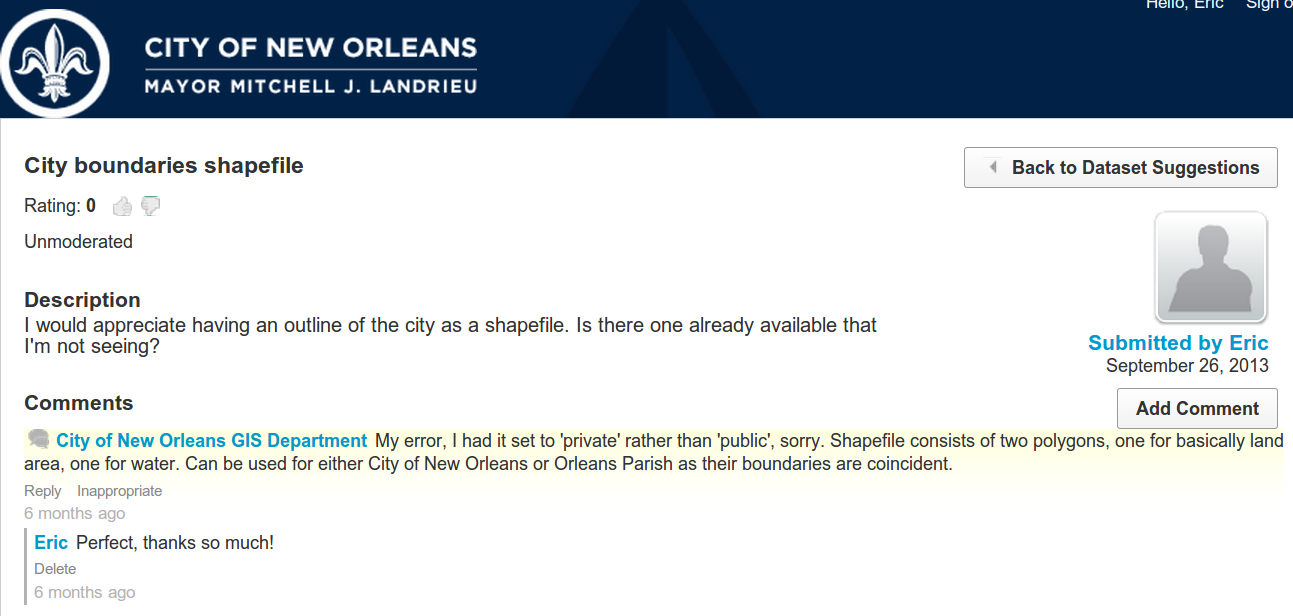 Hello, Eric Sign o
CITY OF NEW ORLEANS
MAYOR MITCHELL J. LANDRIEU
City boundaries shapefile
Back to Dataset Suggestions
Rating: 0
Unmoderated
Description
I would appreciate having an outline of the city as a shapefile. Is there one already available that
I'm not seeing?
Submitted by Eric
September 26, 2013
Comments
Add Comment
City of New Orleans GIS Department My error, I had it set to 'private' rather than 'public', sorry. Shapefile consists of two polygons, one for basically land
area, one for water. Can be used for either City of New Orleans or Orleans Parish as their boundaries are coincident.
Reply Inappropriate
6 months ago
Eric Perfect, thanks so much!
Delete
6 months ago